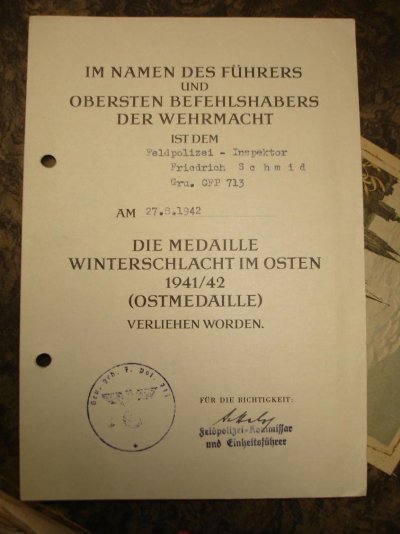 IM NAMEN DES FÜHRERS
UND
OBERSTEN BEFEHLSHABERS
DER WEHRMACHT
IST DEM
Feldpolizei - Inspektor
Friedrich S c h m i d
Gru. GFP 713
AM 27.8.1942
DIE MEDAILLE
WINTERSCHLACHT IM OSTEN
1941/42
(OSTMEDAILLE)
VERLIEHEN WORDEN.
FÜR DIE RICHTIGKEIT:
Feldpolizei-Kommissar
und Einheitsführer